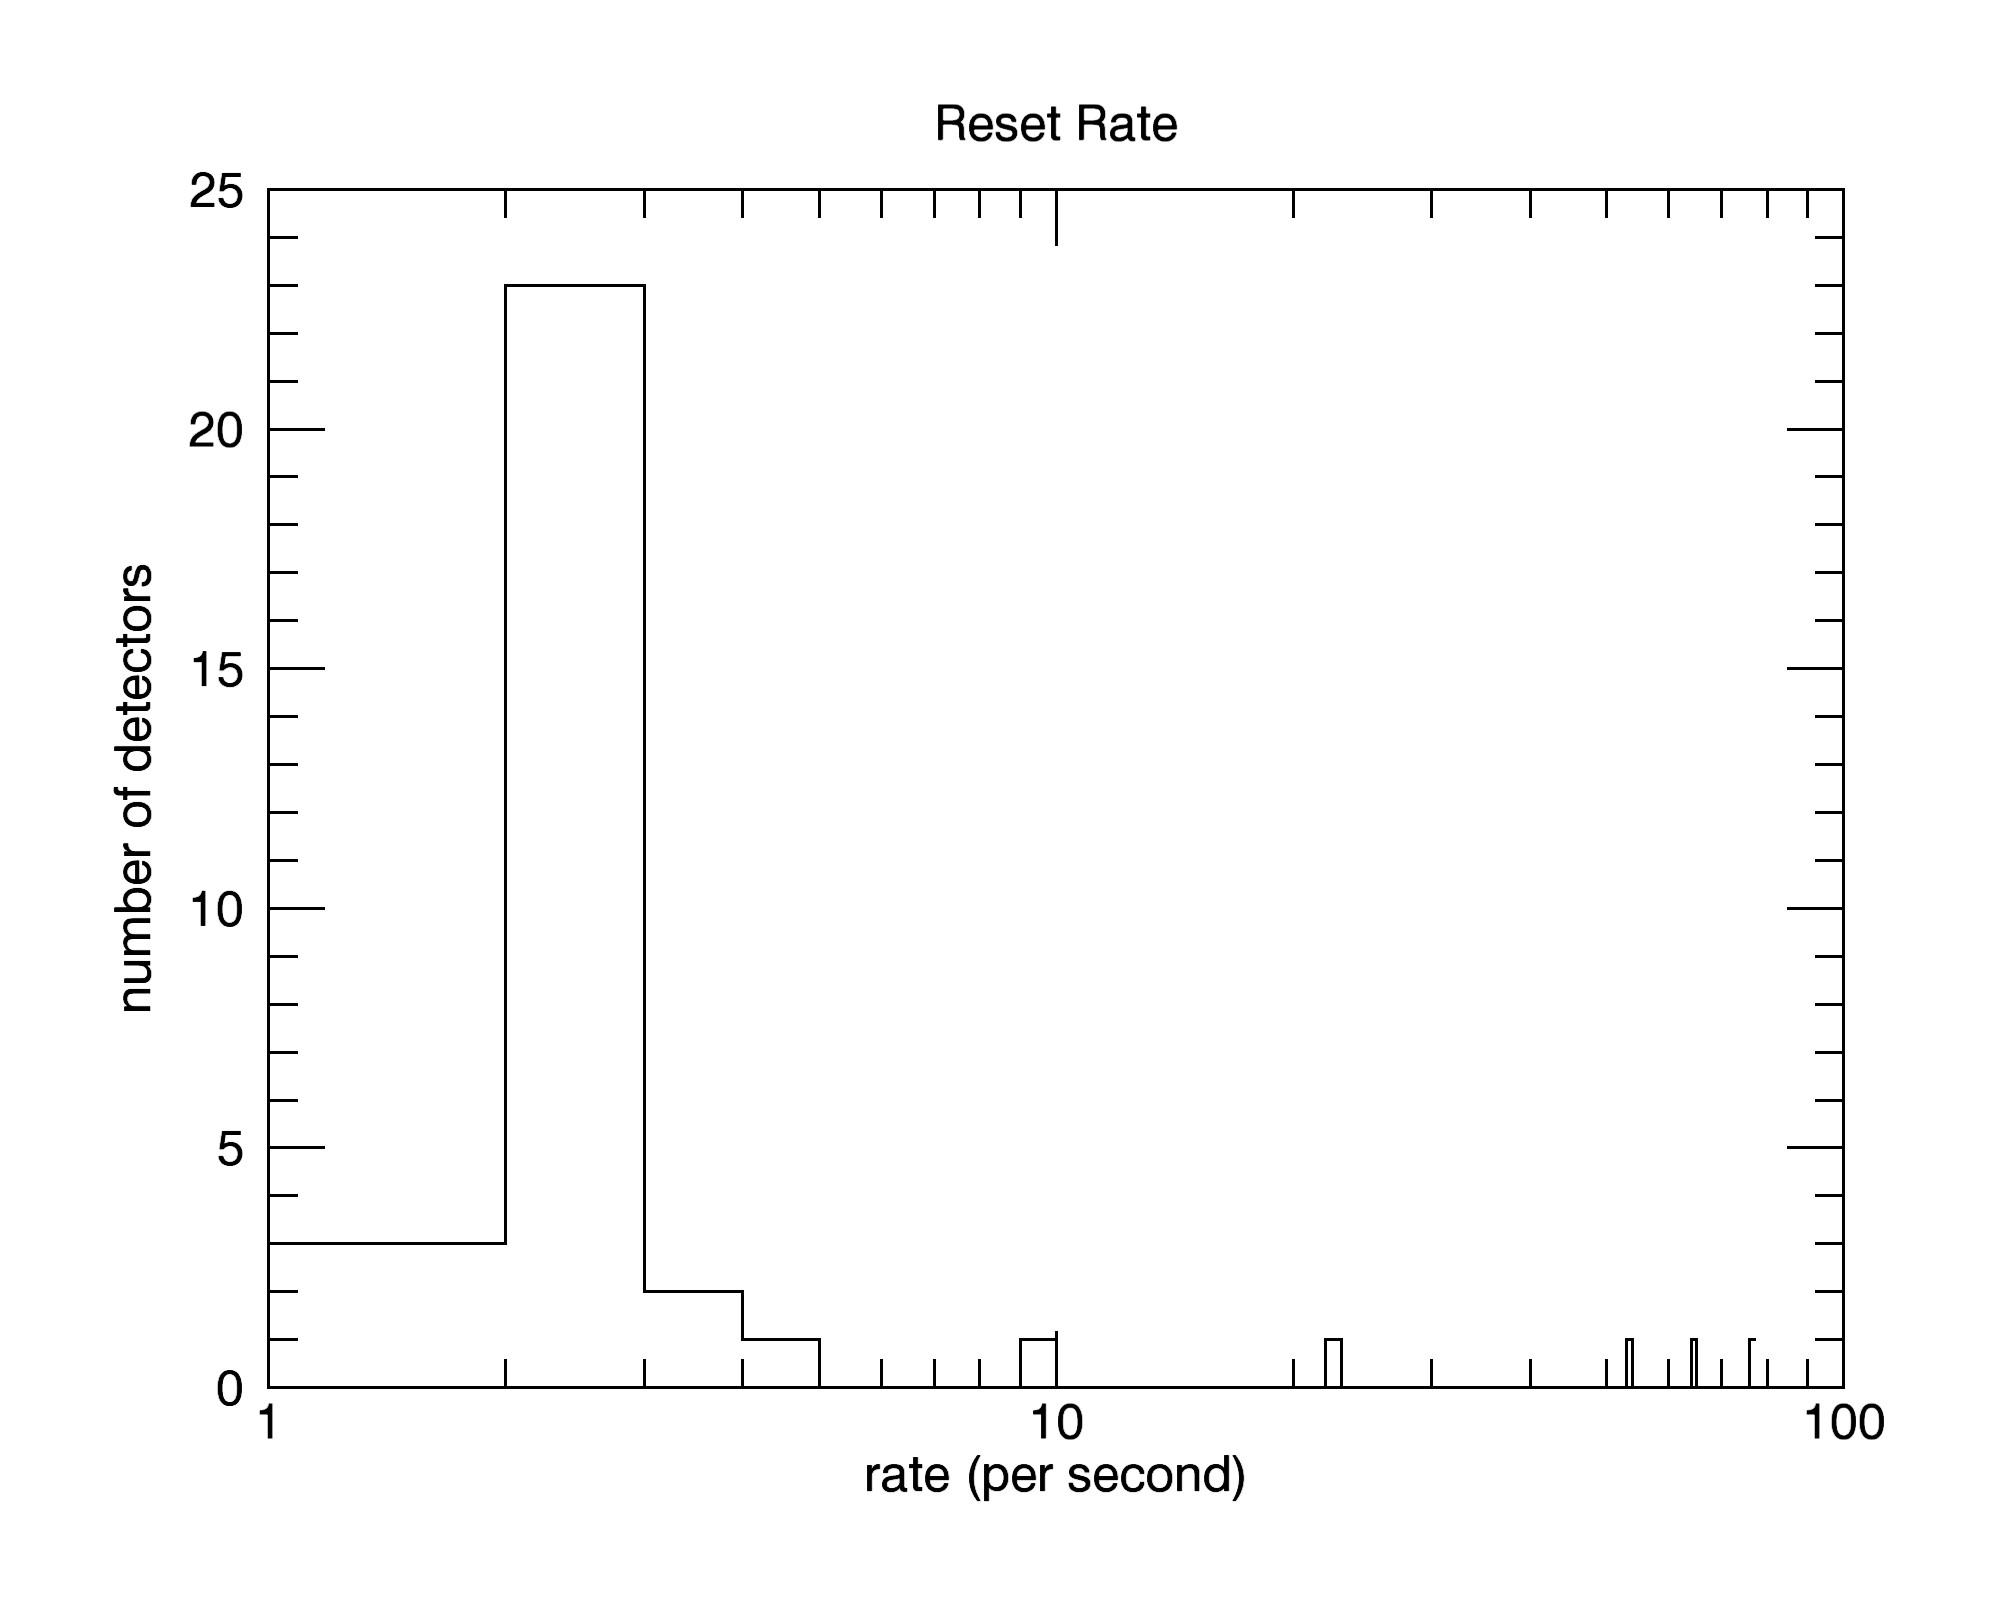 Reset Rate
25
20
15
10
5
0
number of detectors
1 10 100
rate (per second)